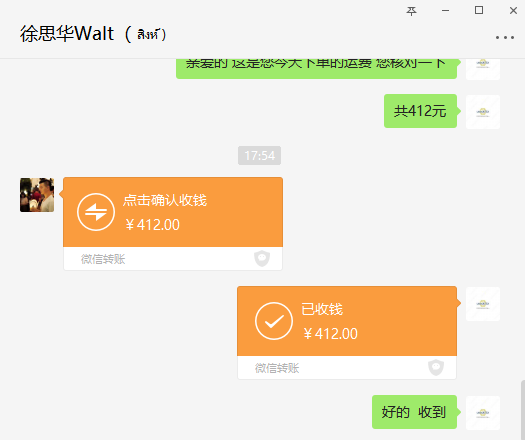 徐思华Walt（สิงห์）
亲爱的 这是您今天下单的运费 您核对一下
共412元
17:54
点击确认收钱
￥412.00
微信转账
已收钱
￥412.00
微信转账
好的  收到